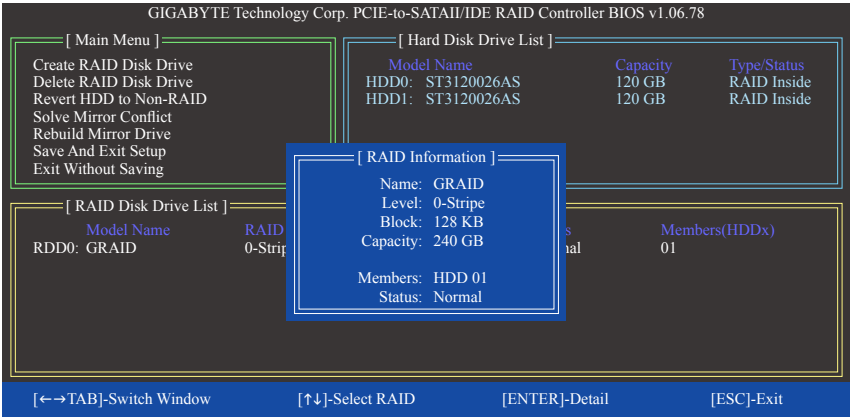 GIGABYTE Technology Corp. PCIE-to-SATAII/IDE RAID Controller BIOS v1.06.78
[ Main Menu ]
Create RAID Disk Drive
Delete RAID Disk Drive
Revert HDD to Non-RAID
Solve Mirror Conflict
Rebuild Mirror Drive
Save And Exit Setup
Exit Without Saving
[ Hard Disk Drive List ]
Model Name Capacity Type/Status
HDD0: ST3120026AS 120 GB RAID Inside
HDD1: ST3120026AS 120 GB RAID Inside
[ RAID Information ]
Name: GRAID
Level: 0-Stripe
Block: 128 KB
Capacity: 240 GB
Members: HDD 01
Status: Normal
[ RAID Disk Drive List ]
Model Name RAID s Members(HDDx)
RDD0: GRAID 0-Strip al 01
[←→TAB]-Switch Window [↑↓]-Select RAID [ENTER]-Detail [ESC]-Exit